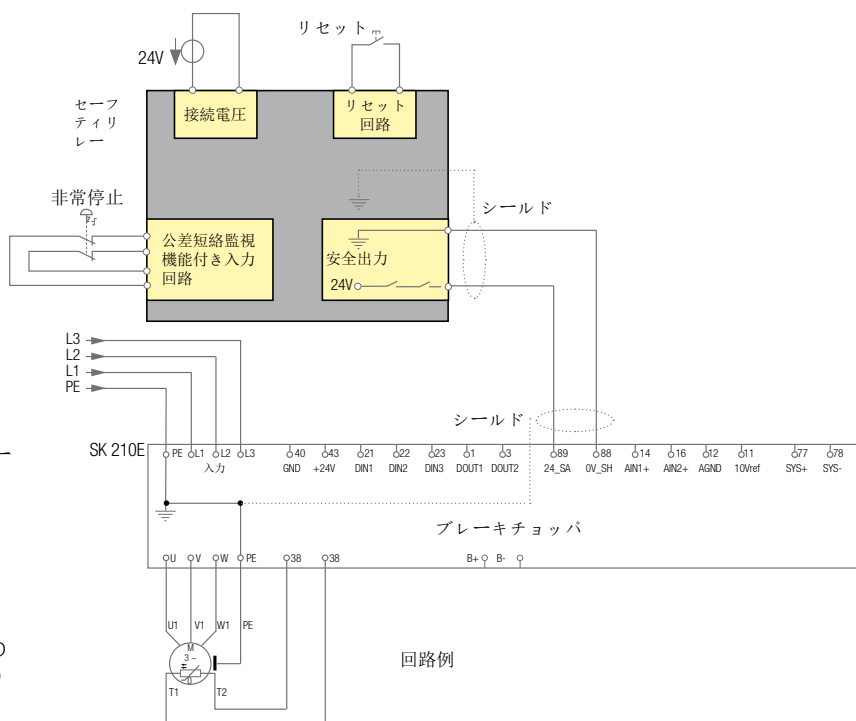 リセット
24V
セーフ
ティリ
レー
接続電圧
リセット
回路
非常停止
シールド
公差短絡監視
機能付き入力
回路
安全出力
24V
L3
L2
L1
PE
シールド
SK 210E
PE L1 L2 L3 40 43 21 22 23 1 3 89 88 14 16 12 11 77 78
入力 GND +24V DIN1 DIN2 DIN3 DOUT1 DOUT2 24_SA 0V_SH AIN1+ AIN2+ AGND 10Vref SYS+ SYS-
ブレーキチョッパ
U V W PE 38 38 B+ B-
U1 V1 W1 PE
M
3 ~
T1 T2
回路例